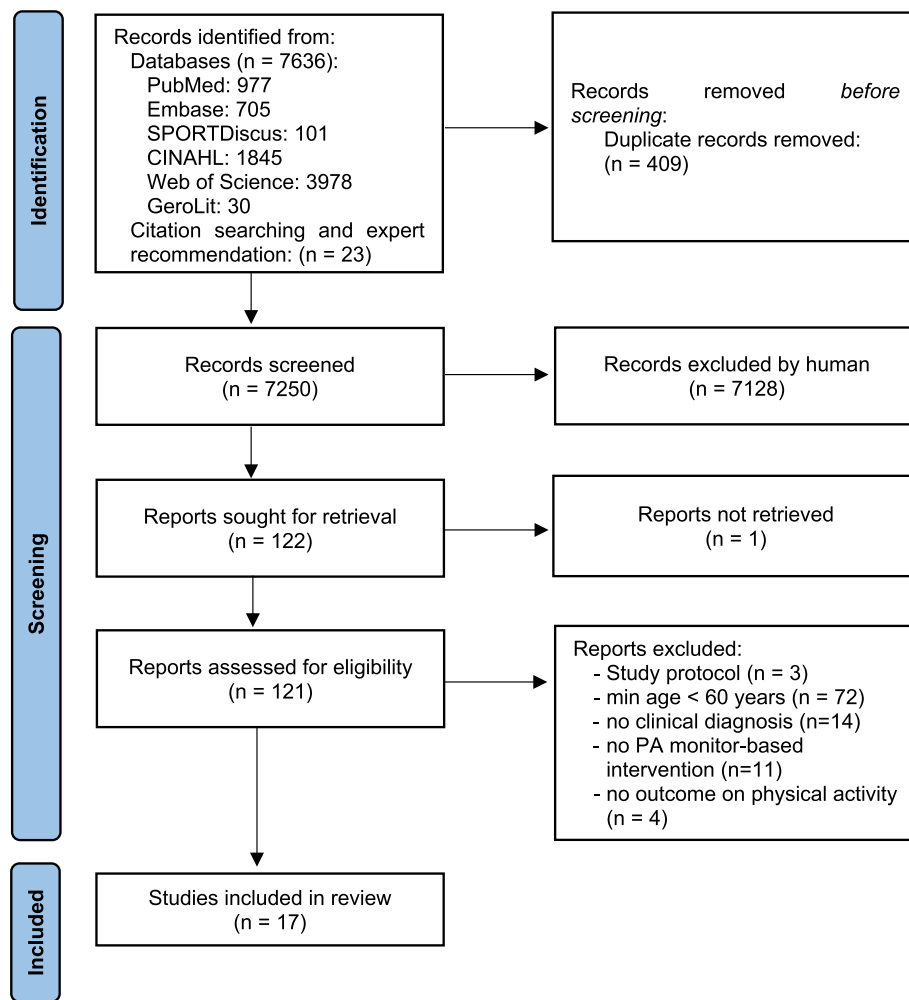 Identification
Records identified from:
Databases (n = 7636):
PubMed: 977
Embase: 705
SPORTDiscus: 101
CINAHL: 1845
Web of Science: 3978
GeroLit: 30
Citation searching and expert
recommendation: (n = 23)
Records removed before
screening:
Duplicate records removed:
(n = 409)
Screening
Records screened
(n = 7250)
Records excluded by human
(n = 7128)
Reports sought for retrieval
(n = 122)
Reports not retrieved
(n = 1)
Reports assessed for eligibility
(n = 121)
Reports excluded:
- Study protocol (n = 3)
- min age < 60 years (n = 72)
- no clinical diagnosis (n=14)
- no PA monitor-based
intervention (n=11)
- no outcome on physical activity
(n = 4)
Included
Studies included in review
(n = 17)